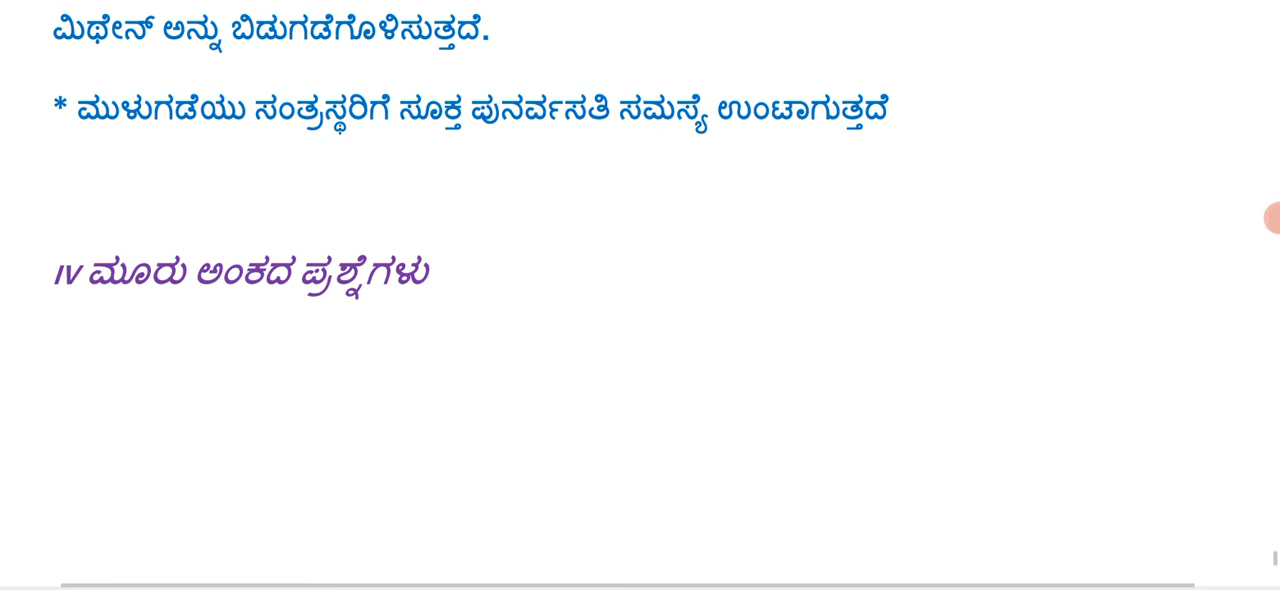 ಮಿಥೇನ್ ಅನ್ನು ಬಿಡುಗಡೆಗೊಳಿಸುತ್ತದೆ.
* ಮುಳುಗಡೆಯು ಸಂತ್ರಸ್ಥರಿಗೆ ಸೂಕ್ತ ಪುನರ್ವಸತಿ ಸಮಸ್ಯೆ ಉಂಟಾಗುತ್ತದೆ
IV ಮೂರು ಅಂಕದ ಪ್ರಶ್ನೆಗಳು